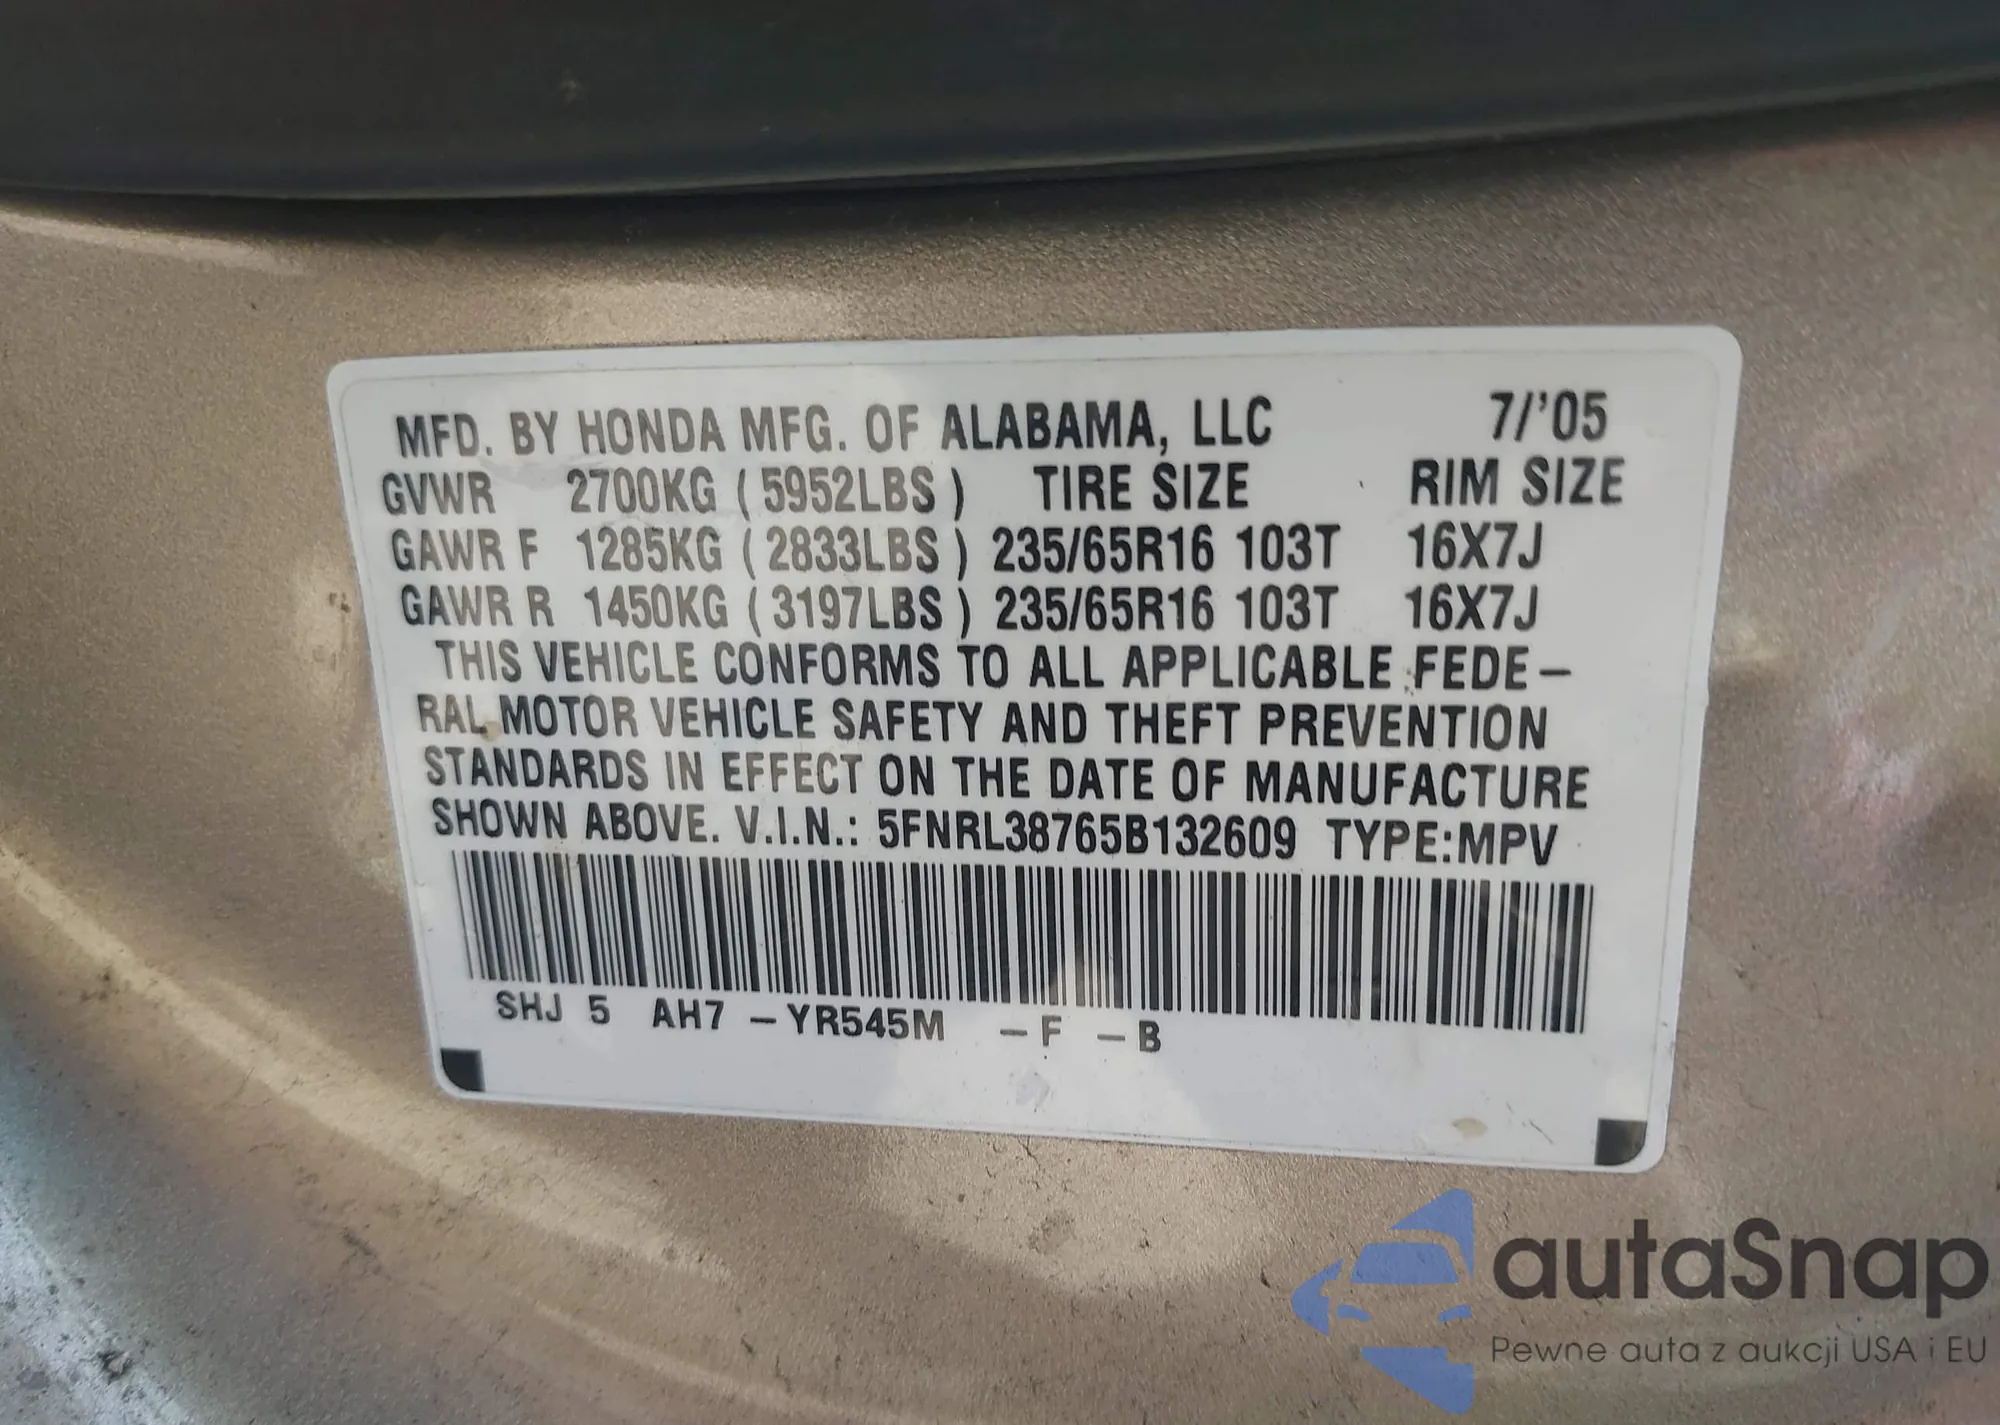 MFD. BY HONDA MFG. OF ALABAMA, LLC 7/'05
GVWR 2700KG ( 5952LBS ) TIRE SIZE RIM SIZE
GAWR F 1285KG ( 2833LBS ) 235/65R16 103T 16X7J
GAWR R 1450KG ( 3197LBS ) 235/65R16 103T 16X7J
THIS VEHICLE CONFORMS TO ALL APPLICABLE FEDE-
RAL MOTOR VEHICLE SAFETY AND THEFT PREVENTION
STANDARDS IN EFFECT ON THE DATE OF MANUFACTURE
SHOWN ABOVE. V.I.N.: 5FNRL38765B132609 TYPE:MPV
SHJ 5 AH7 -YR545M -F -B
autaSnap
Pewne auta z aukcji USA i EU